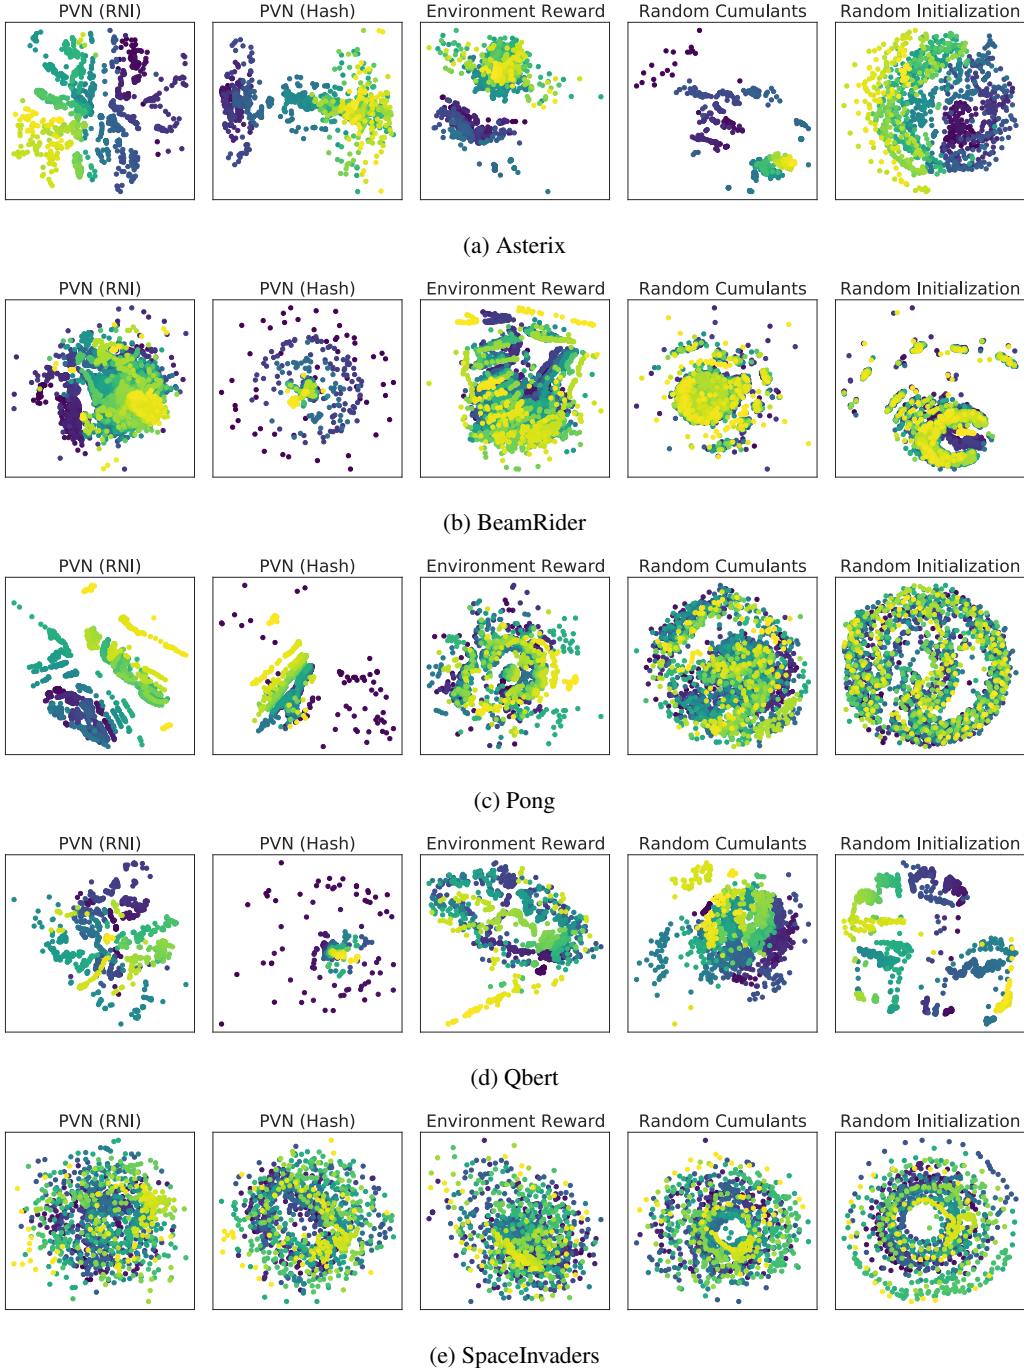 PVN (RNI) PVN (Hash) Environment Reward Random Cumulants Random Initialization
(a) Asterix
PVN (RNI) PVN (Hash) Environment Reward Random Cumulants Random Initialization
(b) BeamRider
PVN (RNI) PVN (Hash) Environment Reward Random Cumulants Random Initialization
(c) Pong
PVN (RNI) PVN (Hash) Environment Reward Random Cumulants Random Initialization
(d) Qbert
PVN (RNI) PVN (Hash) Environment Reward Random Cumulants Random Initialization
(e) SpaceInvaders